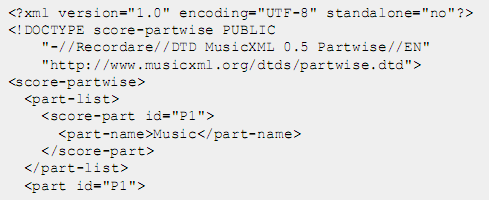 <?xml version="1.0" encoding="UTF-8" standalone="no"?>
<!DOCTYPE score-partwise PUBLIC
    "-//Recordare//DTD MusicXML 0.5 Partwise//EN"
    "http://www.musicxml.org/dtds/partwise.dtd">
<score-partwise>
  <part-list>
    <score-part id="P1">
      <part-name>Music</part-name>
    </score-part>
  </part-list>
  <part id="P1">